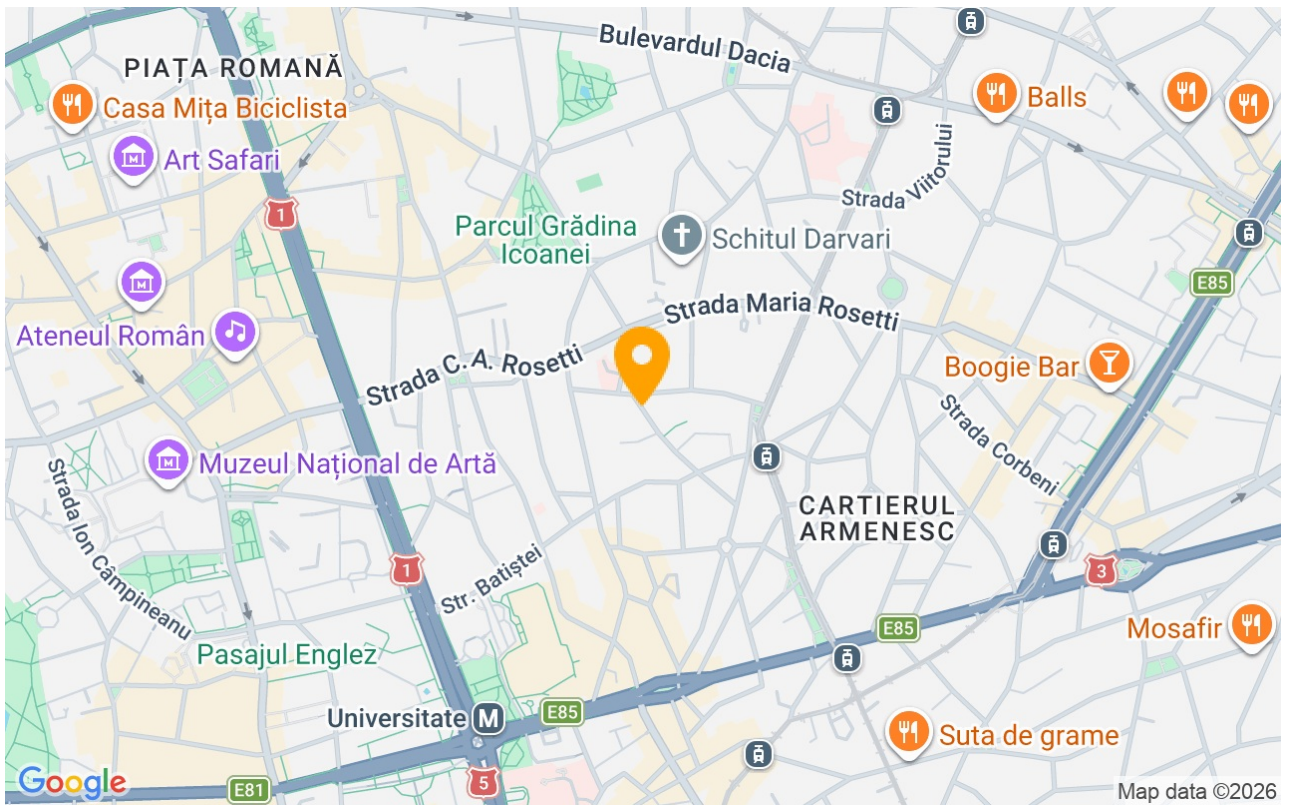 Bulevardul Dacia
PIAȚA ROMANĂ
Casa Mița Biciclista
Balls
Art Safari
Strada Viitorului
1
Parcul Grădina
Icoanei
Schitul Darvari
E85
Strada Maria Rosetti
Ateneul Român
Strada C. A. Rosetti
Boogie Bar
Strada Corbeni
Muzeul Național de Artă
Strada Ion Câmpineanu
CARTIERUL
ARMENESC
1
3
Str. Batiștei
E85
Mosafir
Pasajul Englez
Universitate M
E85
Suta de grame
Google
E81
5
Map data ©2026